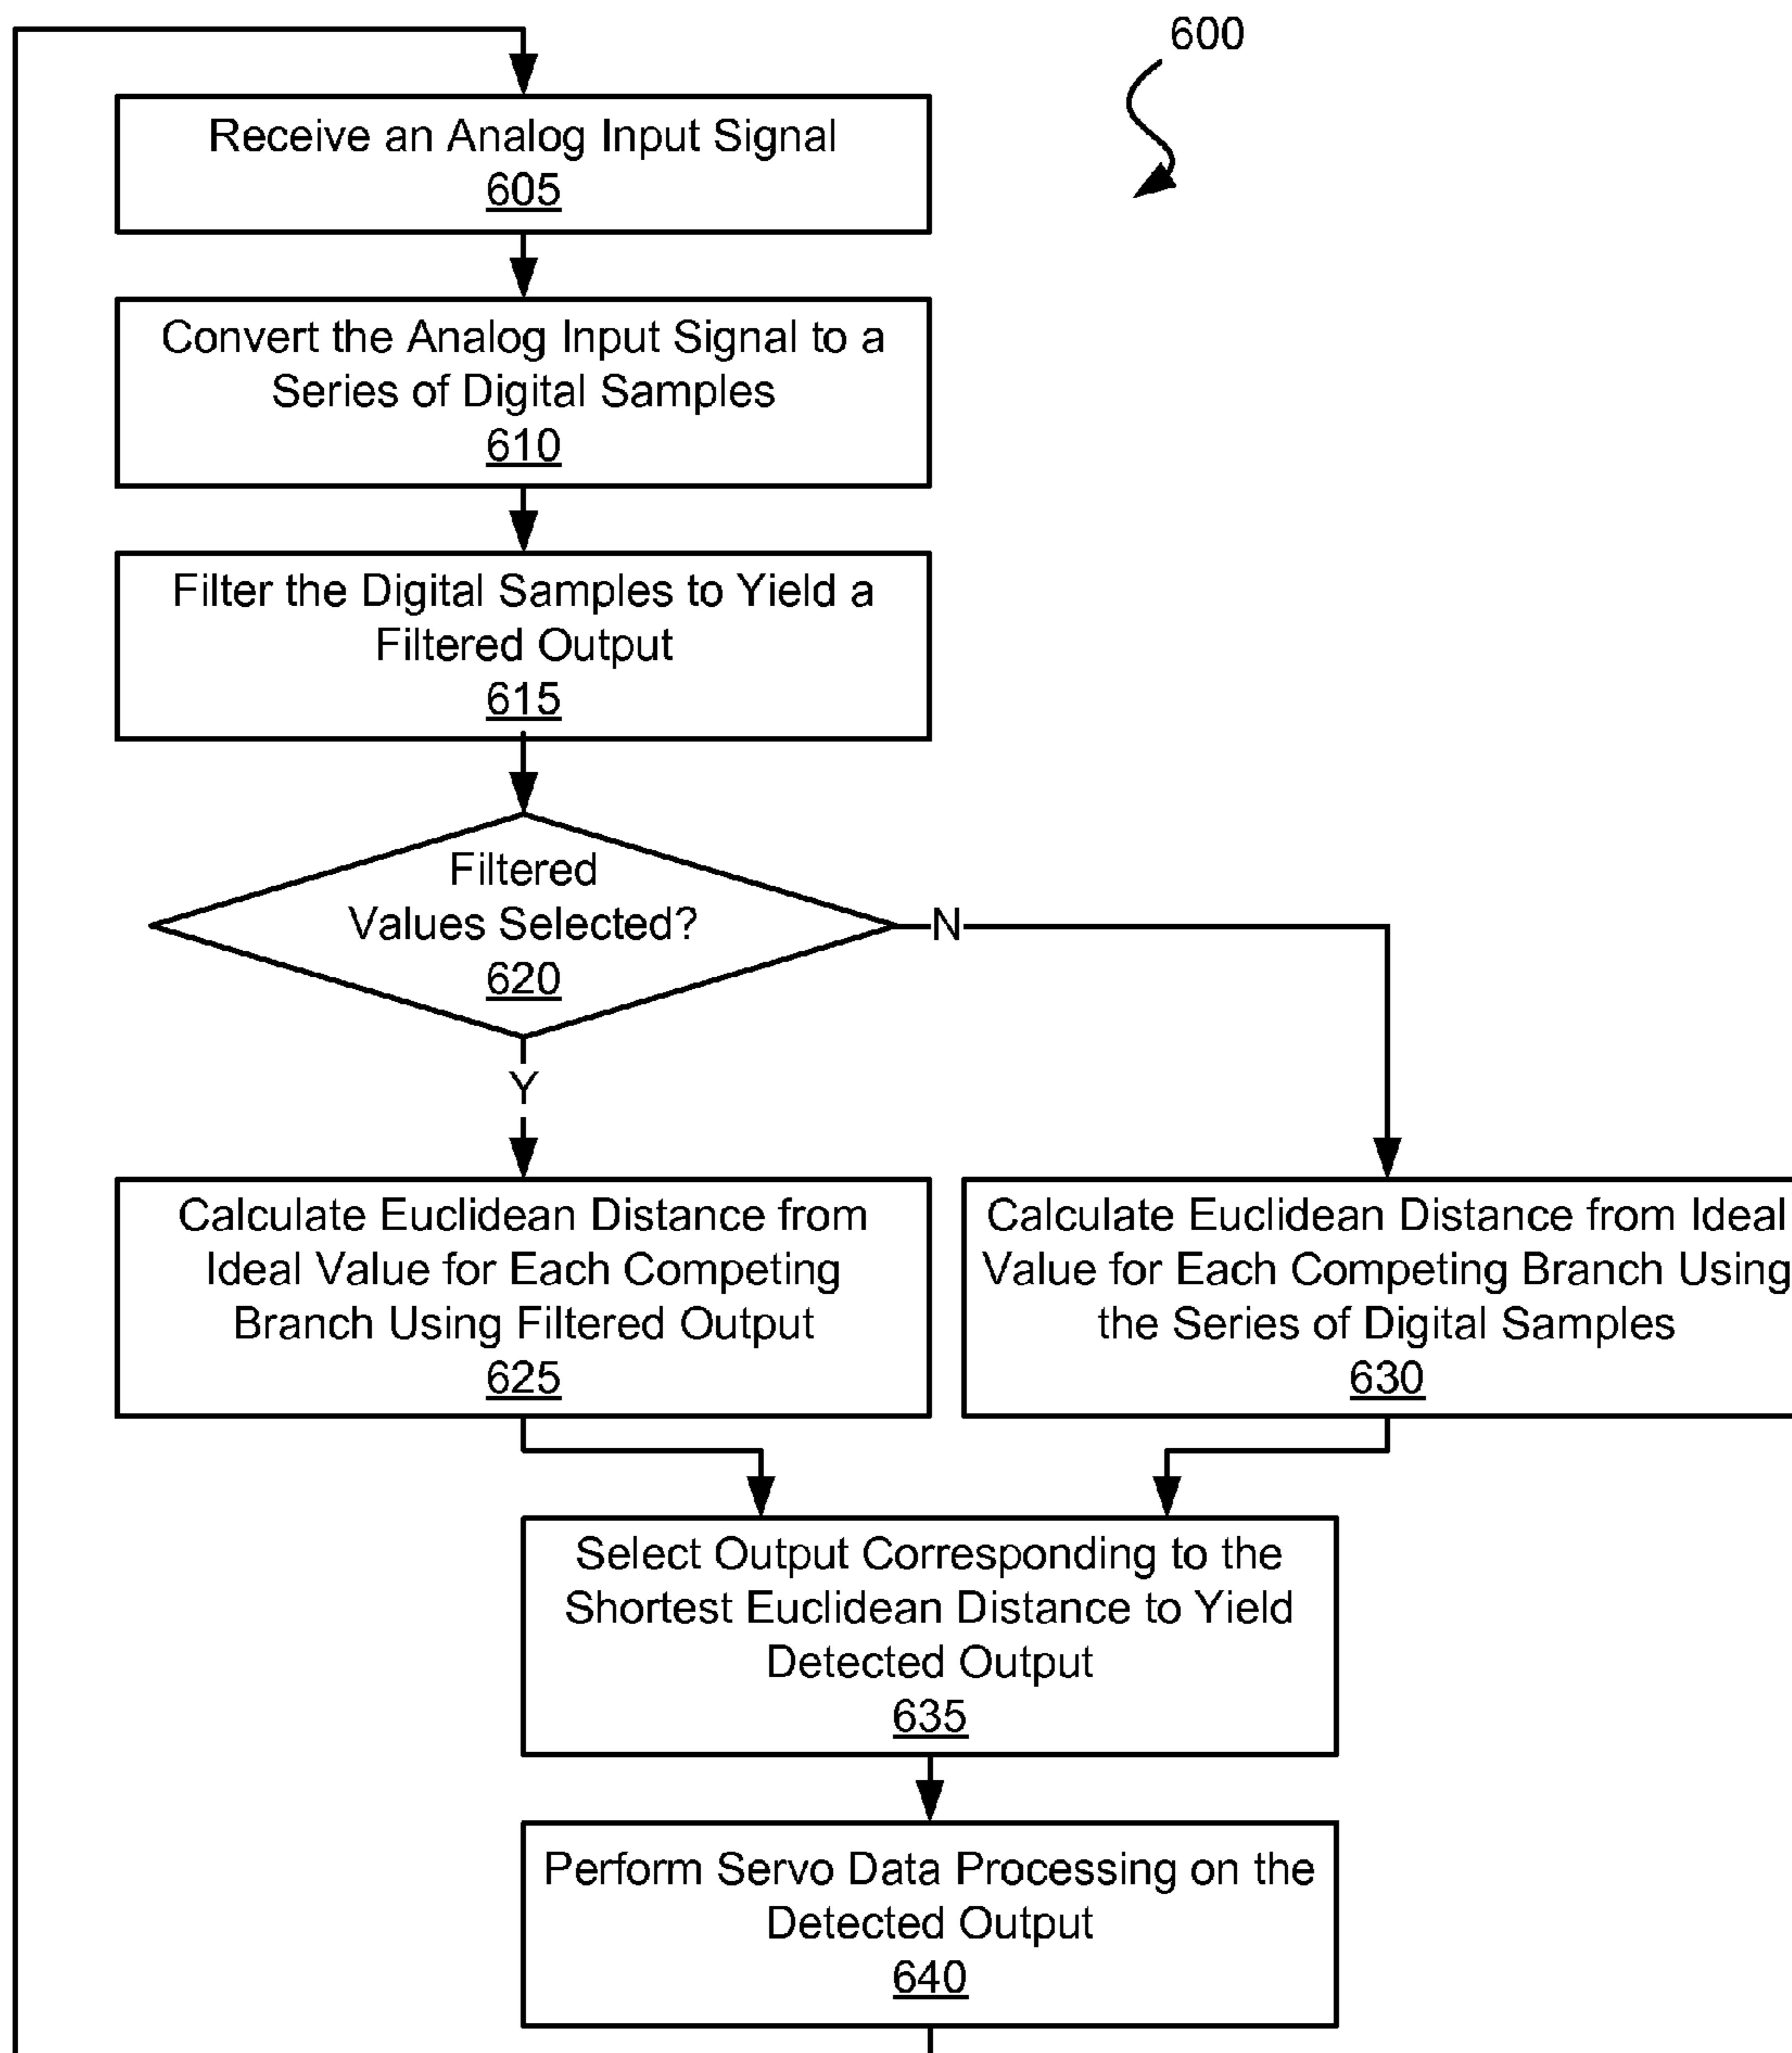 600
Receive an Analog Input Signal
605
Convert the Analog Input Signal to a
Series of Digital Samples
610
Filter the Digital Samples to Yield a
Filtered Output
615
Filtered
Values Selected?
620
N
Y
Calculate Euclidean Distance from
Ideal Value for Each Competing
Branch Using Filtered Output
625
Calculate Euclidean Distance from Ideal
Value for Each Competing Branch Using
the Series of Digital Samples
630
Select Output Corresponding to the
Shortest Euclidean Distance to Yield
Detected Output
635
Perform Servo Data Processing on the
Detected Output
640